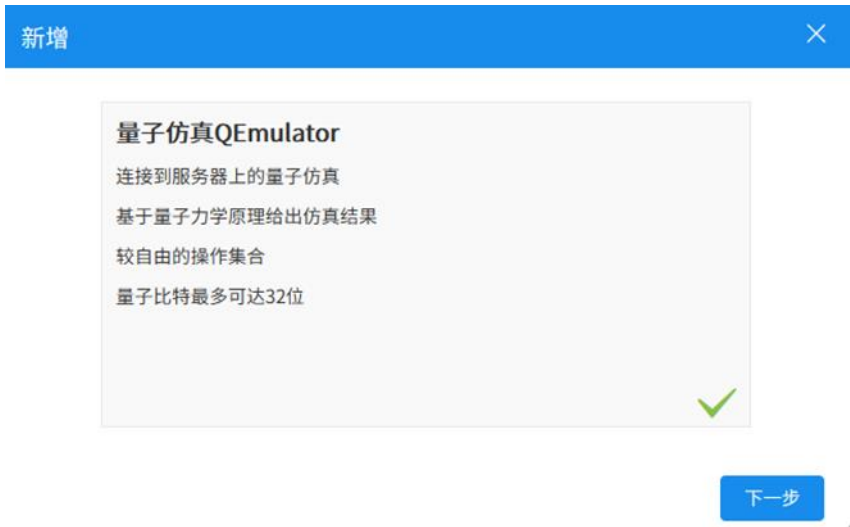 新增
量子仿真QEmulator
连接到服务器上的量子仿真
基于量子力学原理给出仿真结果
较自由的操作集合
量子比特最多可达32位
下一步